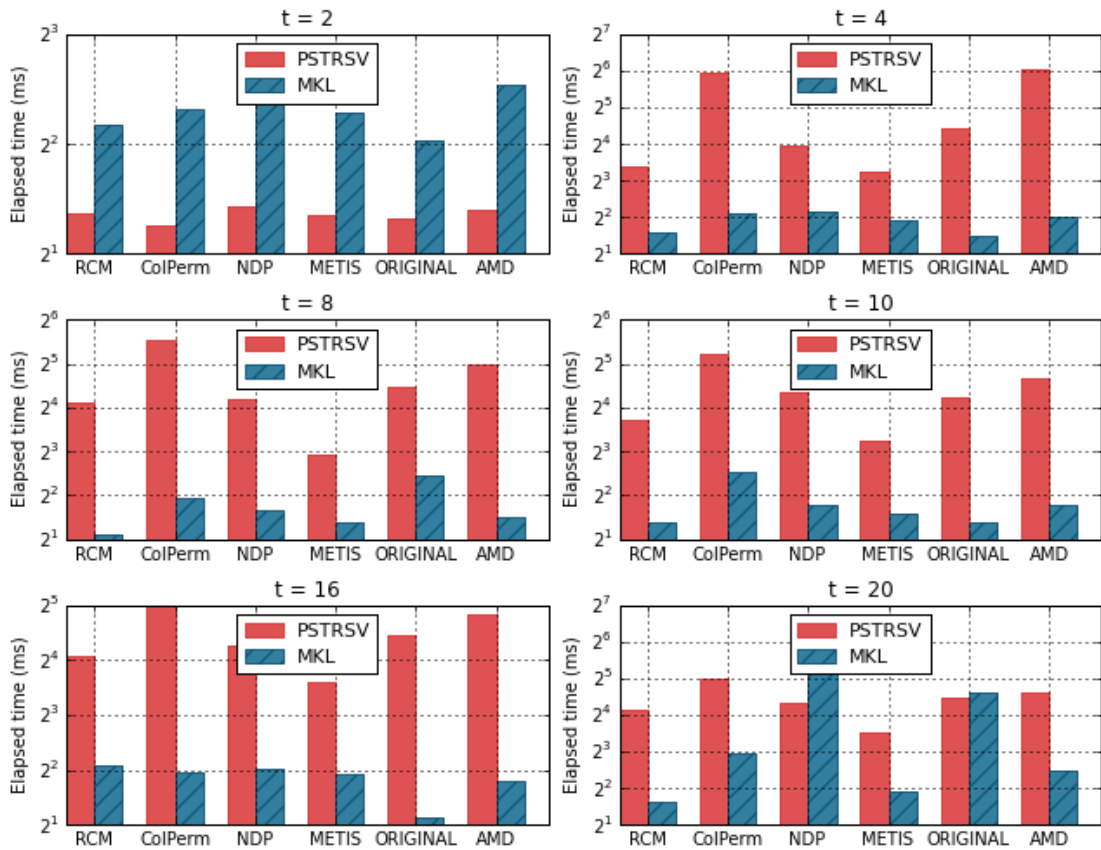 t = 2
Elapsed time (ms)
2^3
2^2
2^1
PSTRSV
MKL
RCM ColPerm NDP METIS ORIGINAL AMD
t = 4
Elapsed time (ms)
2^7
2^6
2^5
2^4
2^3
2^2
2^1
PSTRSV
MKL
RCM ColPerm NDP METIS ORIGINAL AMD
t = 8
Elapsed time (ms)
2^6
2^5
2^4
2^3
2^2
2^1
PSTRSV
MKL
RCM ColPerm NDP METIS ORIGINAL AMD
t = 10
Elapsed time (ms)
2^6
2^5
2^4
2^3
2^2
2^1
PSTRSV
MKL
RCM ColPerm NDP METIS ORIGINAL AMD
t = 16
Elapsed time (ms)
2^5
2^4
2^3
2^2
2^1
PSTRSV
MKL
RCM ColPerm NDP METIS ORIGINAL AMD
t = 20
Elapsed time (ms)
2^7
2^6
2^5
2^4
2^3
2^2
2^1
PSTRSV
MKL
RCM ColPerm NDP METIS ORIGINAL AMD